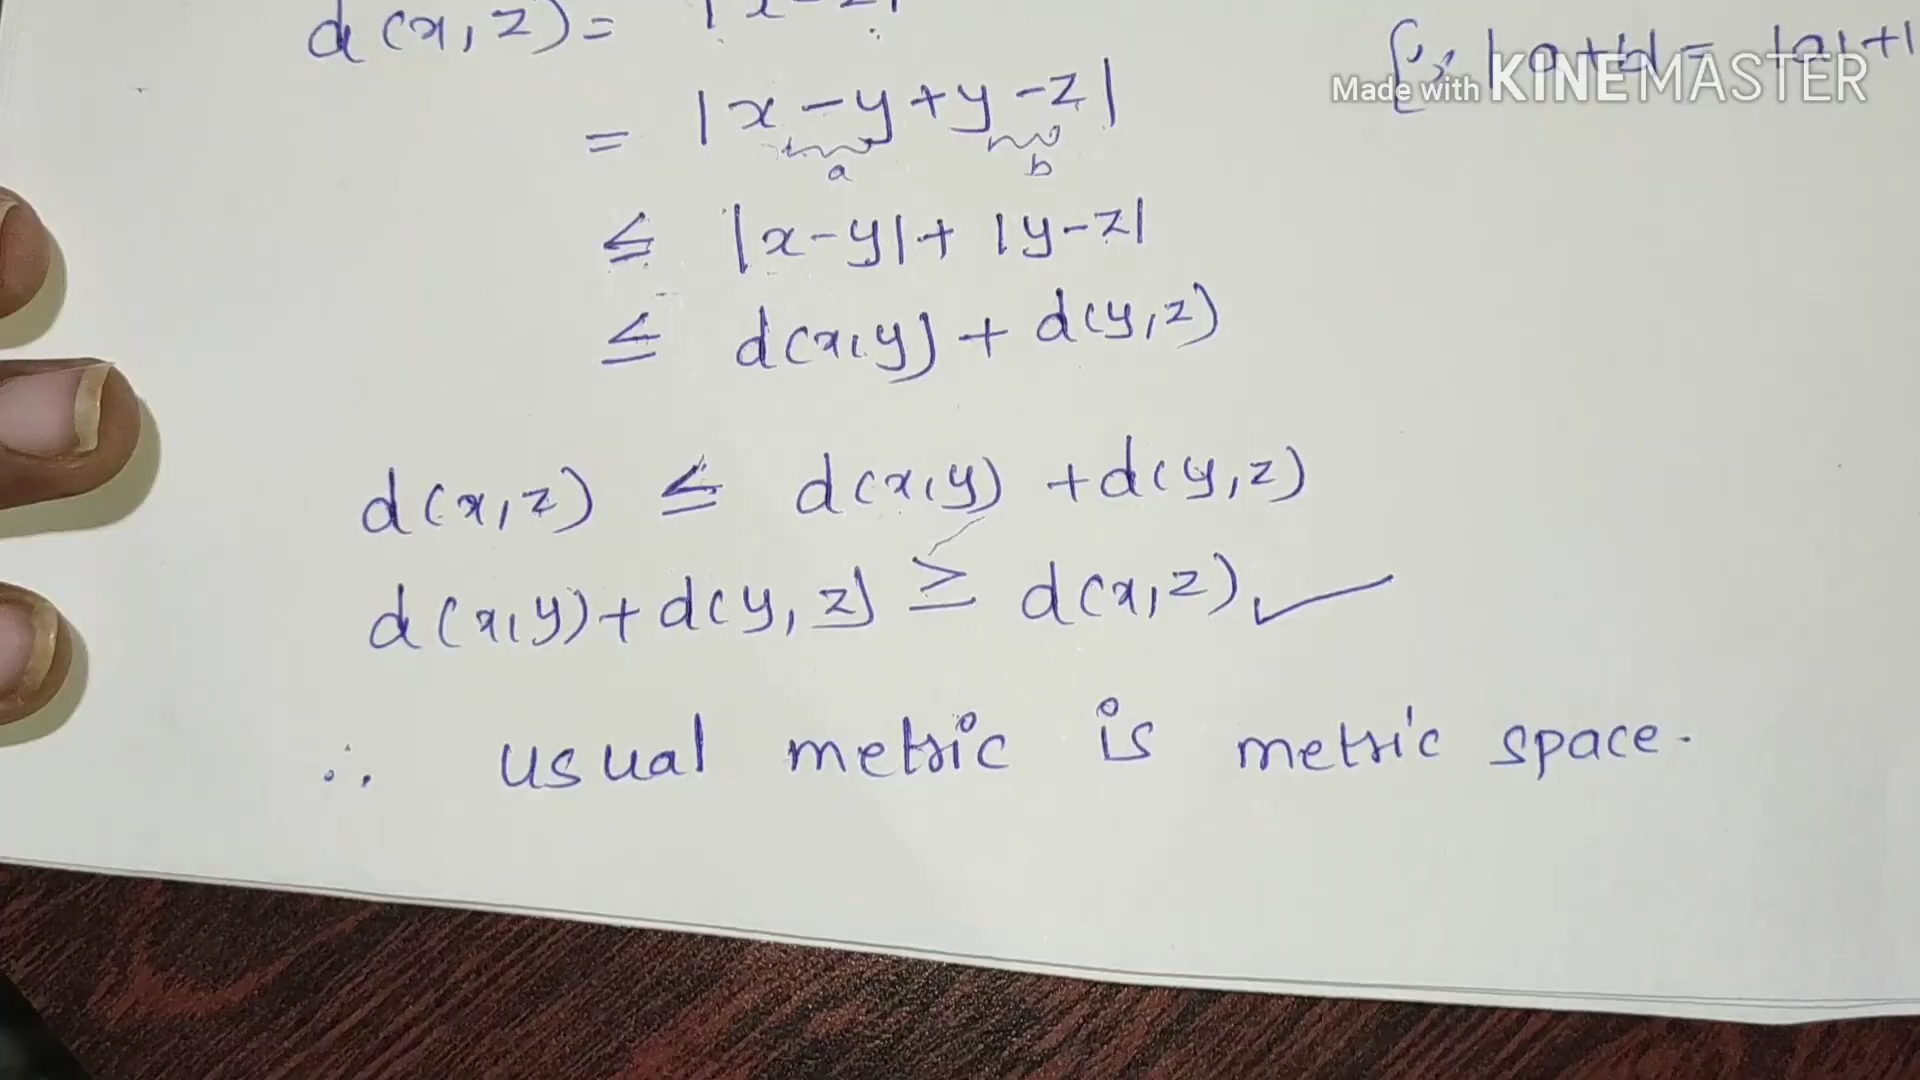 d(x, z) = |x-z|
[∵ |a+b| = |a|+|
Made with KINEMASTER
= |x-y+y-z|
a b
≤ |x-y|+ |y-z|
≤ d(x,y) + d(y,z)
d(x,z) ≤ d(x,y) +d(y,z)
d(x,y)+d(y,z) ≥ d(x,z) ✓
∴ usual metric is metric space.